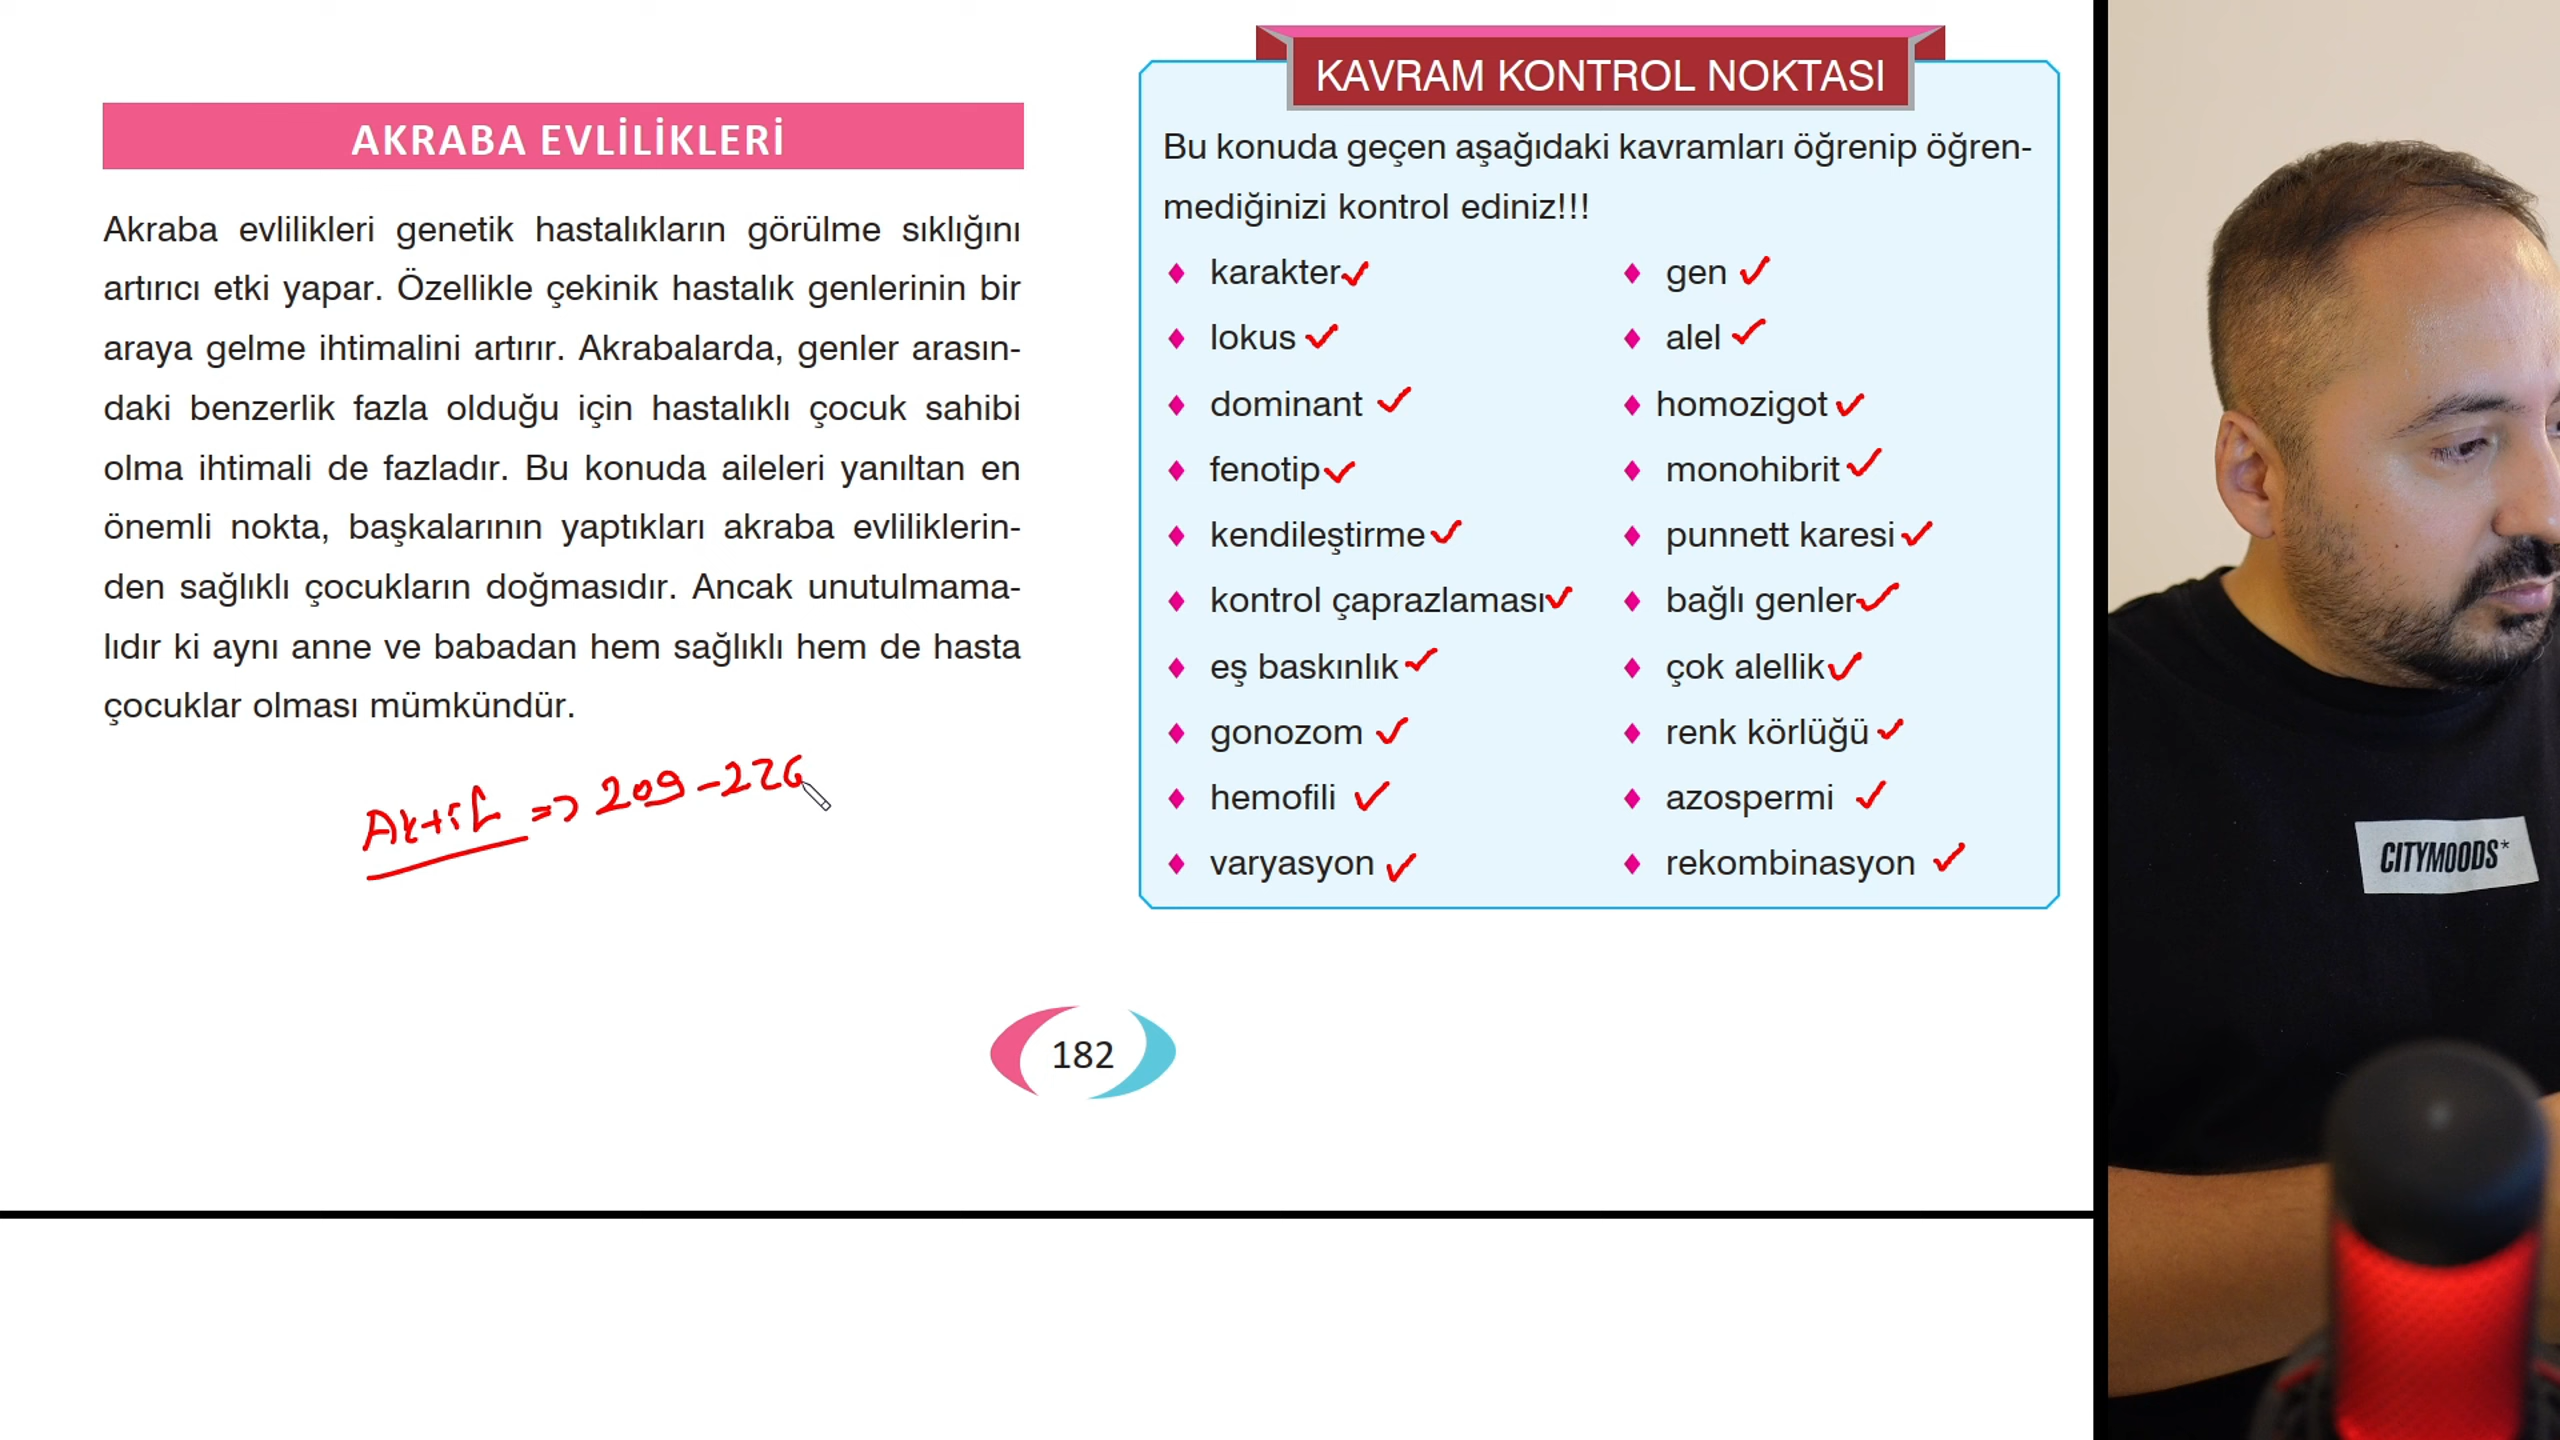 AKRABA EVLİLİKLERİ
Akraba evlilikleri genetik hastalıkların görülme sıklığını
artırıcı etki yapar. Özellikle çekinik hastalık genlerinin bir
araya gelme ihtimalini artırır. Akrabalarda, genler arasın-
daki benzerlik fazla olduğu için hastalıklı çocuk sahibi
olma ihtimali de fazladır. Bu konuda aileleri yanıltan en
önemli nokta, başkalarının yaptıkları akraba evliliklerin-
den sağlıklı çocukların doğmasıdır. Ancak unutulmama-
lıdır ki aynı anne ve babadan hem sağlıklı hem de hasta
çocuklar olması mümkündür.
Aktif => 209-226
KAVRAM KONTROL NOKTASI
Bu konuda geçen aşağıdaki kavramları öğrenip öğren-
mediğinizi kontrol ediniz!!!
♦ karakter ✓
♦ lokus ✓
♦ dominant ✓
♦ fenotip ✓
♦ kendileştirme ✓
♦ kontrol çaprazlaması ✓
♦ eş baskınlık ✓
♦ gonozom ✓
♦ hemofili ✓
♦ varyasyon ✓
♦ gen ✓
♦ alel ✓
♦ homozigot ✓
♦ monohibrit ✓
♦ punnett karesi ✓
♦ bağlı genler ✓
♦ çok alellik ✓
♦ renk körlüğü ✓
♦ azospermi ✓
♦ rekombinasyon ✓
182
CITYMOODS*